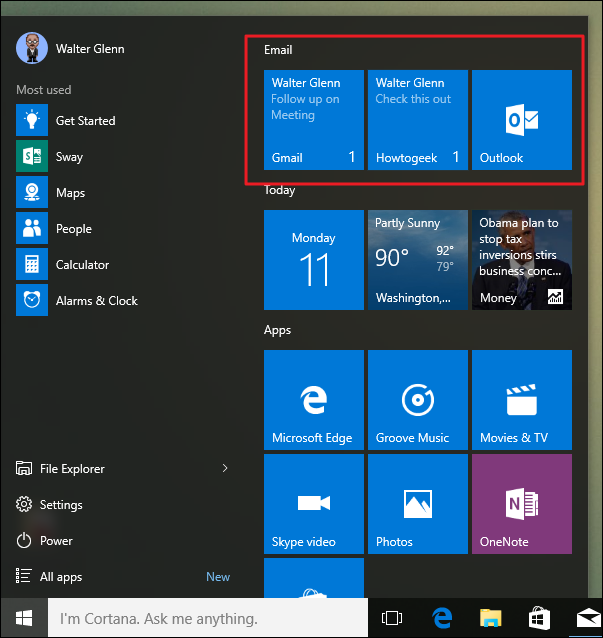 Walter Glenn
Most used
Get Started
Sway
Maps
People
Calculator
Alarms & Clock
File Explorer
Settings
Power
All apps
New
Email
Walter Glenn
Follow up on
Meeting
Gmail 1
Walter Glenn
Check this out
Howtogeek 1
Outlook
Today
Monday
11
Partly Sunny
90° 92°
79°
Washington,...
Obama plan to
stop tax
inversions stirs
business conc...
Money
Apps
Microsoft Edge
Groove Music
Movies & TV
Skype video
Photos
OneNote
I'm Cortana. Ask me anything.